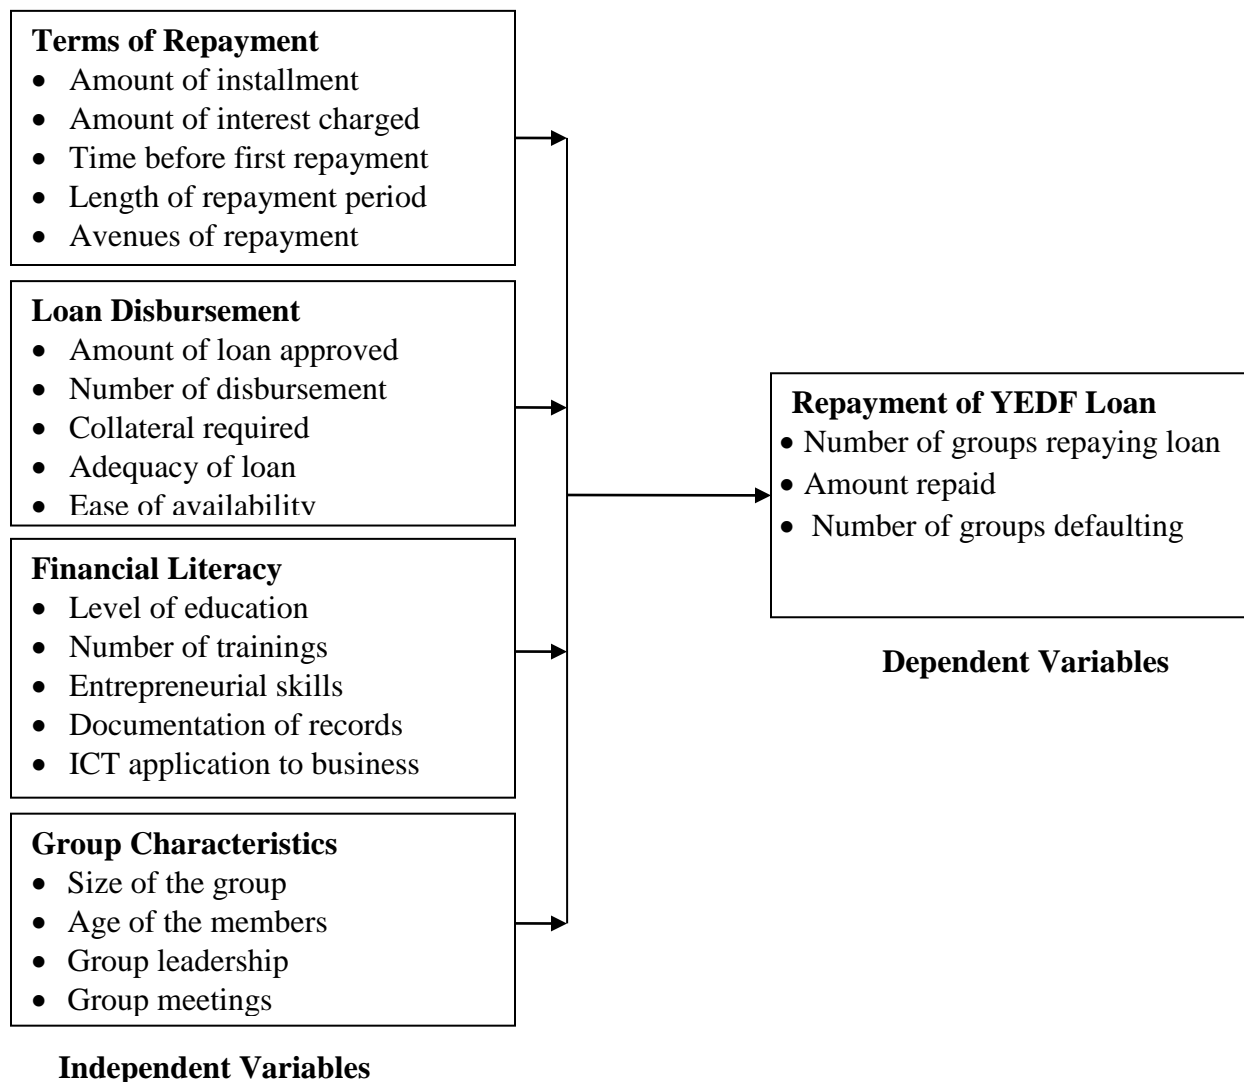 Terms of Repayment
• Amount of installment
• Amount of interest charged
• Time before first repayment
• Length of repayment period
• Avenues of repayment
Loan Disbursement
• Amount of loan approved
• Number of disbursement
• Collateral required
• Adequacy of loan
• Ease of availability
Financial Literacy
• Level of education
• Number of trainings
• Entrepreneurial skills
• Documentation of records
• ICT application to business
Group Characteristics
• Size of the group
• Age of the members
• Group leadership
• Group meetings
Independent Variables
Repayment of YEDF Loan
• Number of groups repaying loan
• Amount repaid
• Number of groups defaulting
Dependent Variables